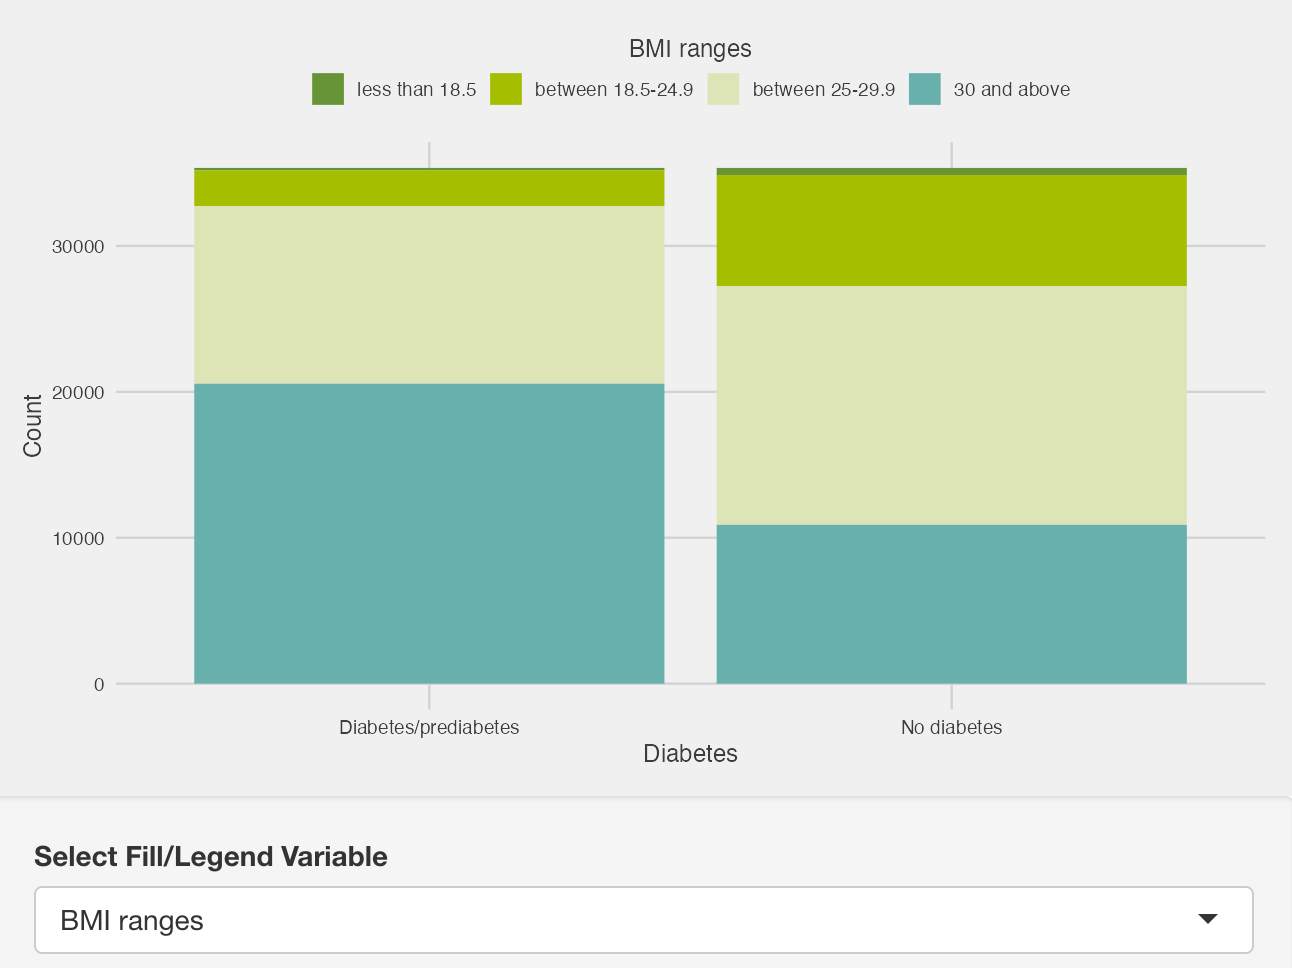 BMI ranges
less than 18.5 between 18.5-24.9 between 25-29.9 30 and above
30000
20000
10000
0
Count
Diabetes/prediabetes No diabetes
Diabetes
Select Fill/Legend Variable
BMI ranges